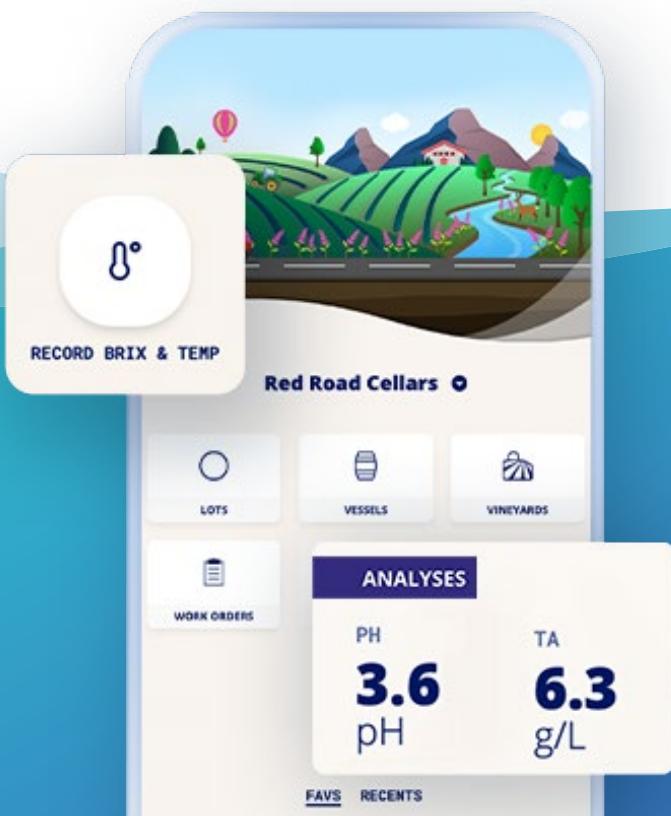 RECORD BRIX & TEMP
Red Road Cellars
LOTS
VESSELS
VINEYARDS
WORK ORDERS
ANALYSES
PH
TA
3.6
6.3
pH
g/L
FAVS RECENTS